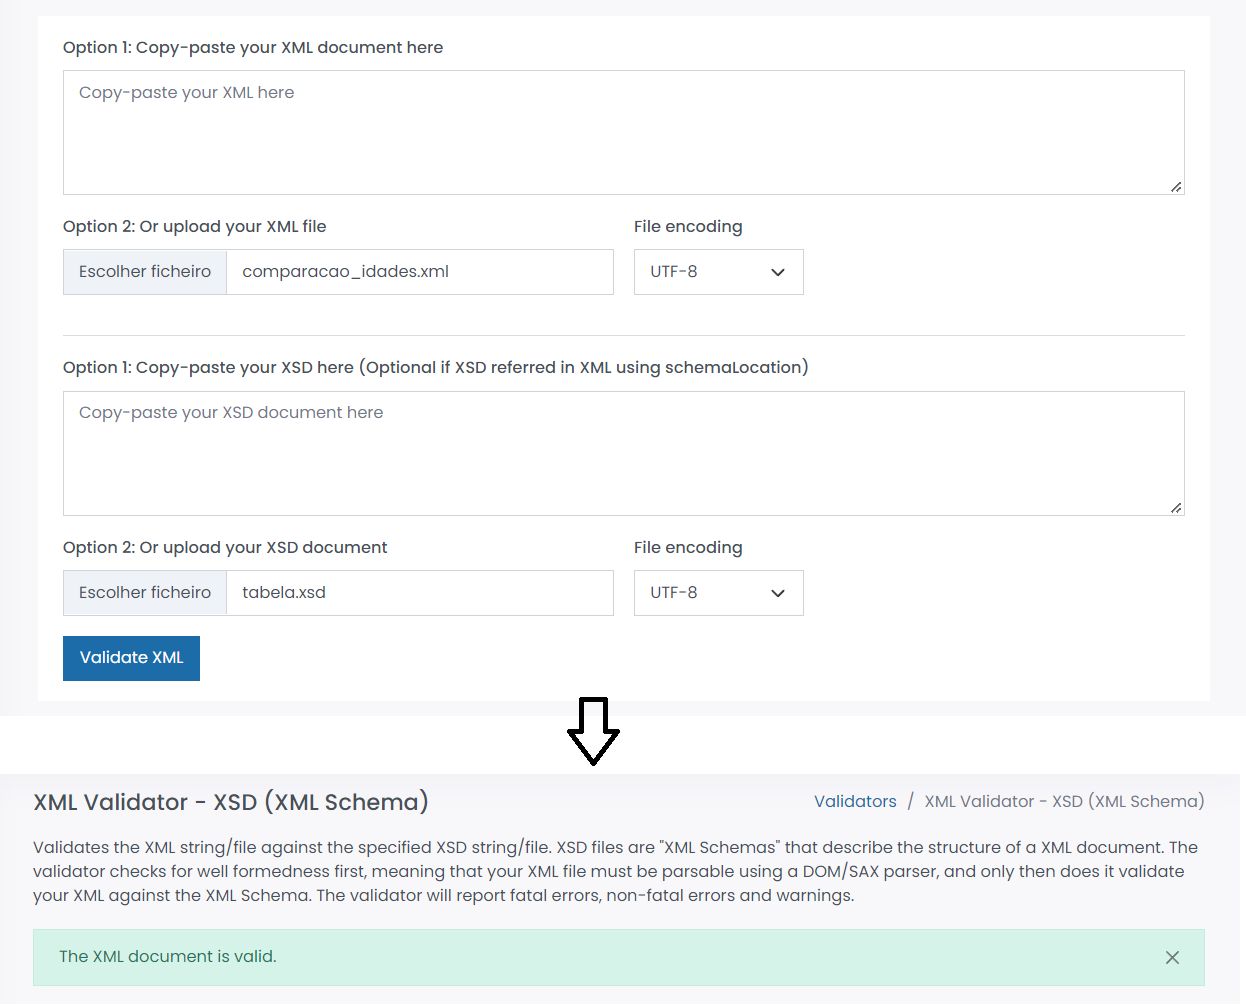 Option 1: Copy-paste your XML document here
Copy-paste your XML here
Option 2: Or upload your XML file
File encoding
Escolher ficheiro
comparacao_idades.xml
UTF-8
Option 1: Copy-paste your XSD here (Optional if XSD referred in XML using schemaLocation)
Copy-paste your XSD document here
Option 2: Or upload your XSD document
File encoding
Escolher ficheiro
tabela.xsd
UTF-8
Validate XML
XML Validator - XSD (XML Schema)
Validators / XML Validator - XSD (XML Schema)
Validates the XML string/file against the specified XSD string/file. XSD files are "XML Schemas" that describe the structure of a XML document. The
validator checks for well formedness first, meaning that your XML file must be parsable using a DOM/SAX parser, and only then does it validate
your XML against the XML Schema. The validator will report fatal errors, non-fatal errors and warnings.
The XML document is valid.